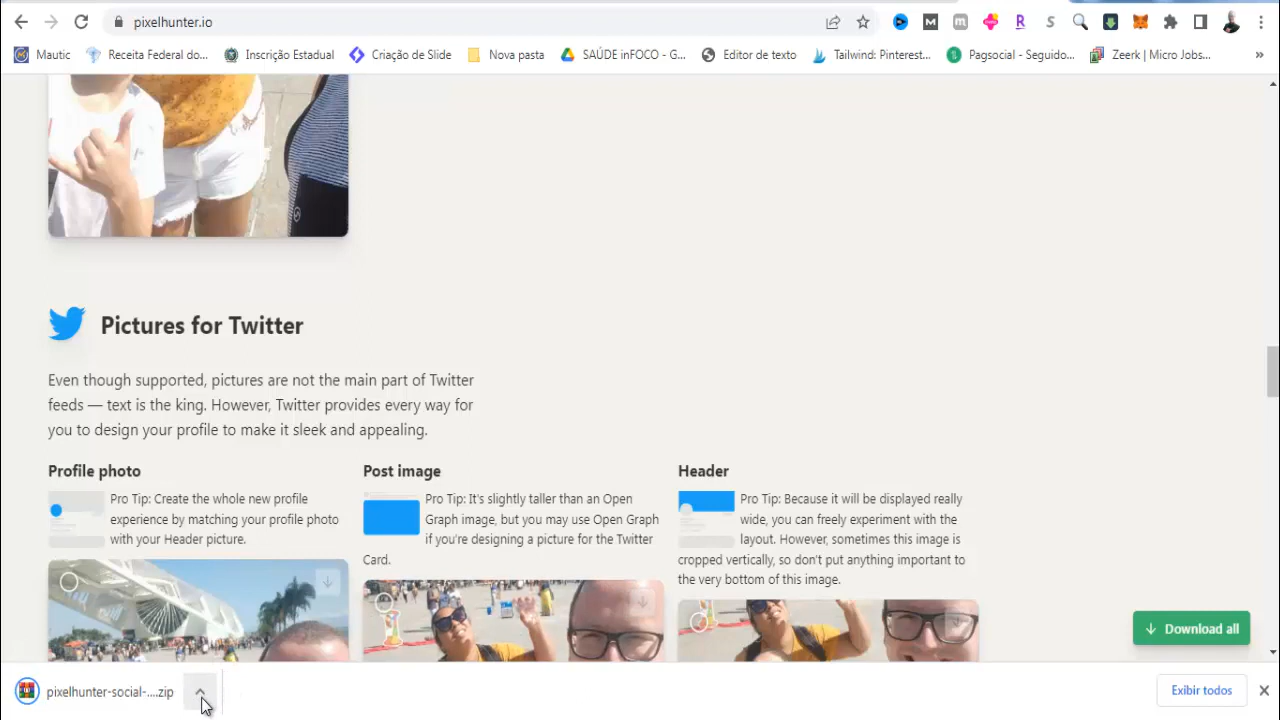 pixelhunter.io
Mautic
Receita Federal do...
Inscrição Estadual
Criação de Slide
Nova pasta
SAÚDE inFOCO - G...
Editor de texto
Tailwind: Pinterest...
Pagsocial - Seguido...
Zeerk | Micro Jobs...
»
Pictures for Twitter
Even though supported, pictures are not the main part of Twitter
feeds — text is the king. However, Twitter provides every way for
you to design your profile to make it sleek and appealing.
Profile photo
Pro Tip: Create the whole new profile
experience by matching your profile photo
with your Header picture.
Post image
Pro Tip: It's slightly taller than an Open
Graph image, but you may use Open Graph
if you're designing a picture for the Twitter
Card.
Header
Pro Tip: Because it will be displayed really
wide, you can freely experiment with the
layout. However, sometimes this image is
cropped vertically, so don't put anything important to
the very bottom of this image.
Download all
pixelhunter-social-....zip
Exibir todos